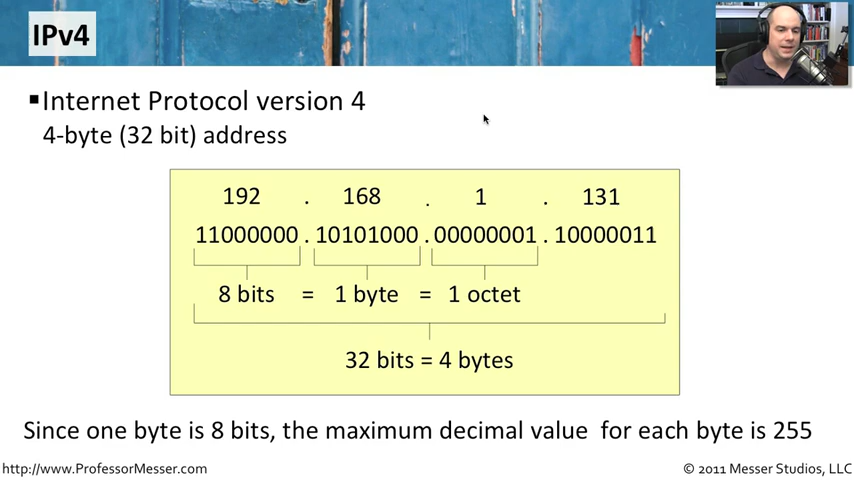 IPv4
▪Internet Protocol version 4
4-byte (32 bit) address
192 . 168 . 1 . 131
11000000 . 10101000 . 00000001 . 10000011
8 bits = 1 byte = 1 octet
32 bits = 4 bytes
Since one byte is 8 bits, the maximum decimal value for each byte is 255
http://www.ProfessorMesser.com © 2011 Messer Studios, LLC